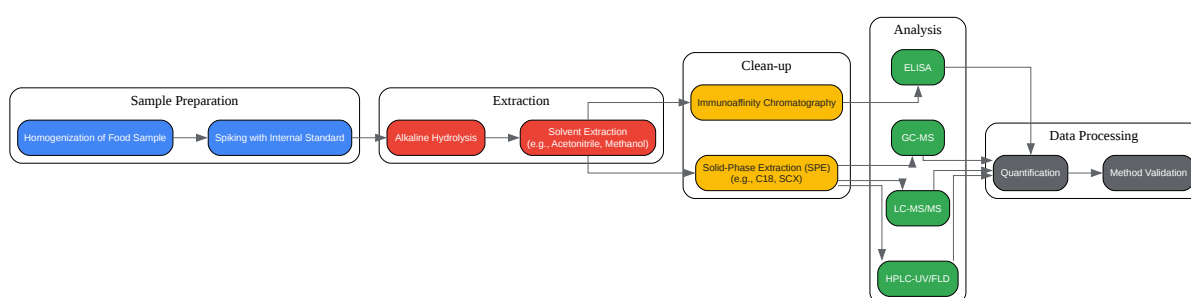 Sample Preparation
Homogenization of Food Sample
Spiking with Internal Standard
Extraction
Alkaline Hydrolysis
Solvent Extraction
(e.g., Acetonitrile, Methanol)
Clean-up
Immunoaffinity Chromatography
Solid-Phase Extraction (SPE)
(e.g., C18, SCX)
Analysis
ELISA
GC-MS
LC-MS/MS
HPLC-UV/FLD
Data Processing
Quantification
Method Validation